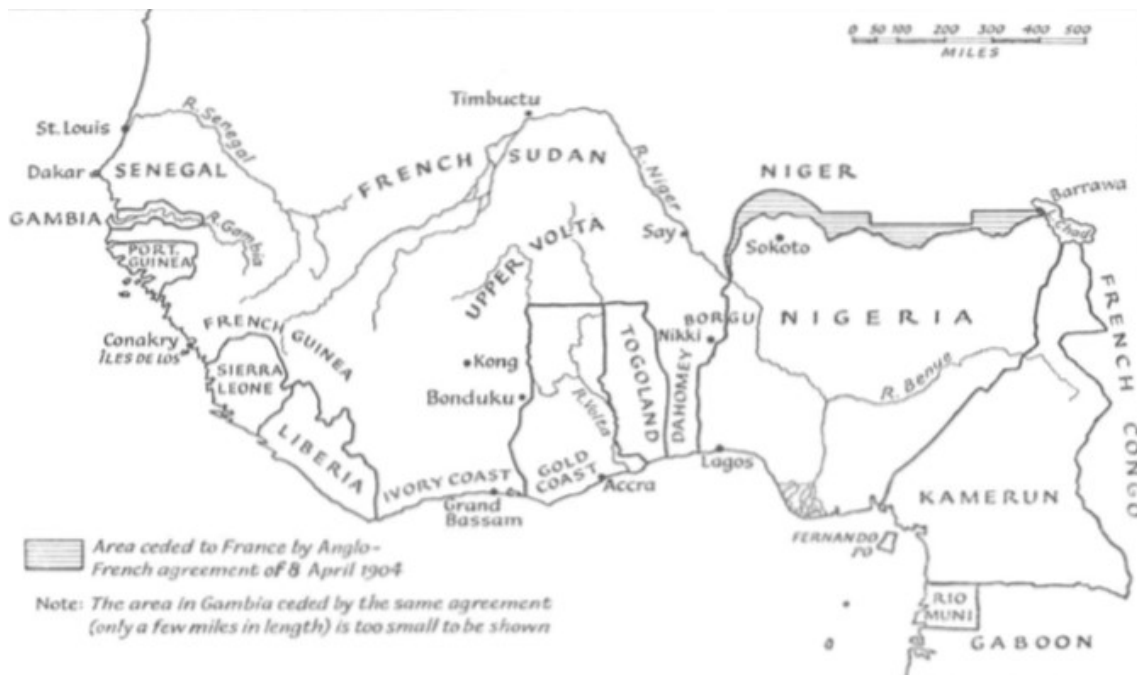 0 50 100 200 300 400 500
MILES
Timbuctu
St. Louis
R. Senegal
FRENCH SUDAN
Dakar
SENEGAL
R. Niger
NIGER
Barrawa
GAMBIA
R. Gambia
L. Chad
Say
Sokoto
PORT. GUINEA
UPPER VOLTA
FRENCH CONGO
NIGERIA
BORGU
Nikki
FRENCH GUINEA
Conakry
ÎLES DE LOS
SIERRA LEONE
Kong
TOGOLAND
DAHOMEY
R. Benue
Bonduku
R. Volta
LIBERIA
Lagos
GOLD COAST
IVORY COAST
Accra
Grand Bassam
KAMERUN
FERNANDO PO
Area ceded to France by Anglo-
French agreement of 8 April 1904
Note: The area in Gambia ceded by the same agreement
(only a few miles in length) is too small to be shown
RIO MUNI
GABOON